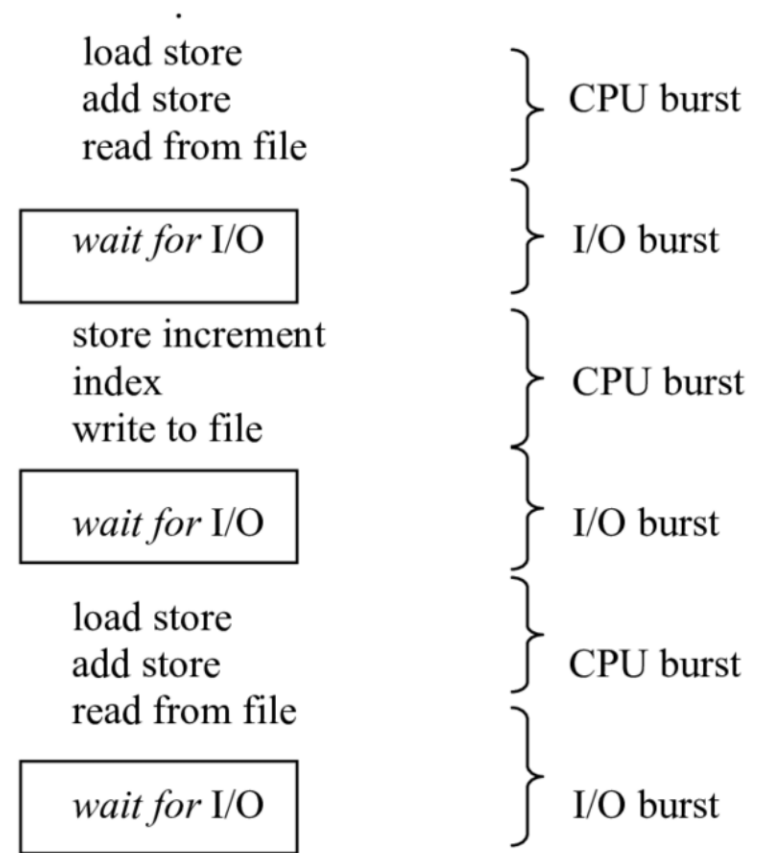 .
load store
add store
read from file
CPU burst
wait for I/O
I/O burst
store increment
index
write to file
CPU burst
wait for I/O
I/O burst
load store
add store
read from file
CPU burst
wait for I/O
I/O burst